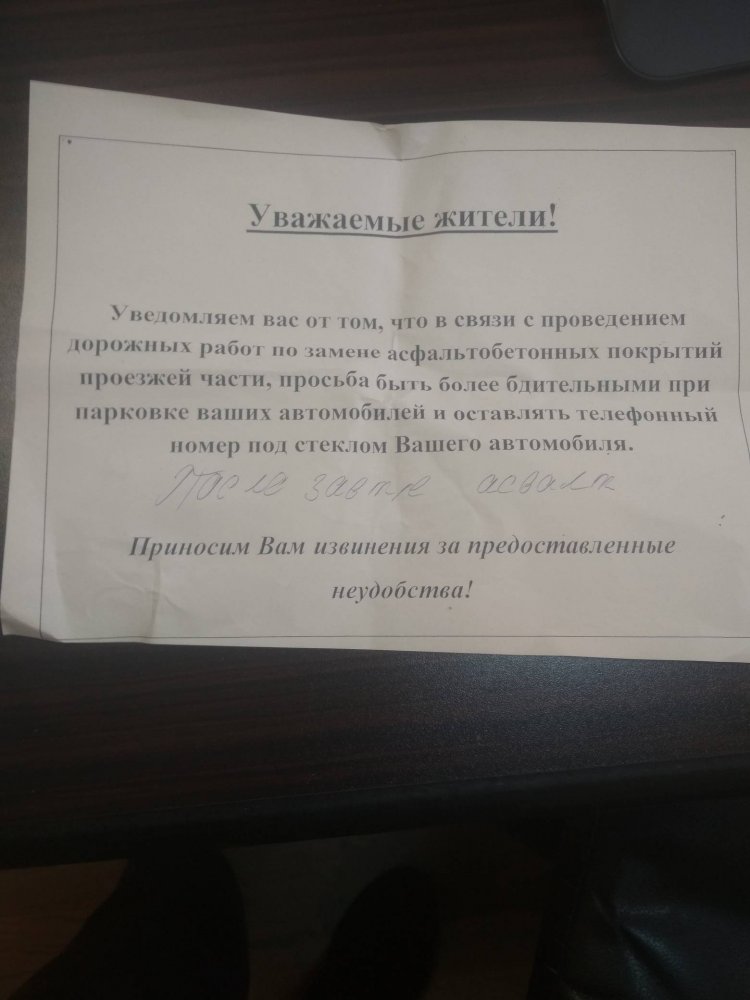 Уважаемые жители!
Уведомляем вас от том, что в связи с проведением
дорожных работ по замене асфальтобетонных покрытий
проезжей части, просьба быть более бдительными при
парковке ваших автомобилей и оставлять телефонный
номер под стеклом Вашего автомобиля.
После завтре асвалт
Приносим Вам извинения за предоставленные
неудобства!